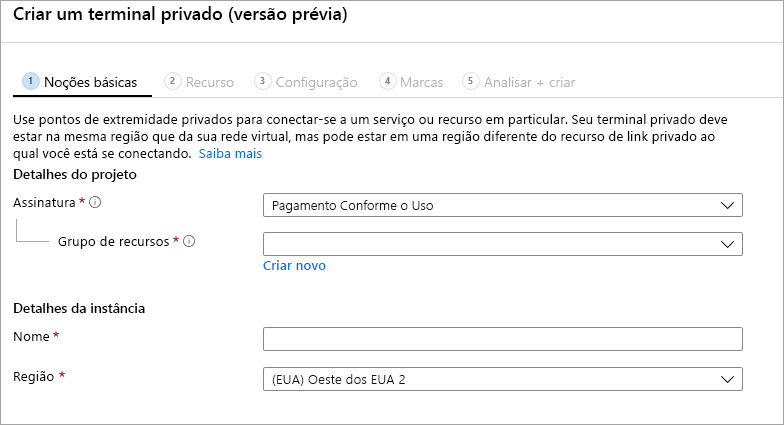 Criar um terminal privado (versão prévia)
1 Noções básicas 2 Recurso 3 Configuração 4 Marcas 5 Analisar + criar
Use pontos de extremidade privados para conectar-se a um serviço ou recurso em particular. Seu terminal privado deve
estar na mesma região que da sua rede virtual, mas pode estar em uma região diferente do recurso de link privado ao
qual você está se conectando. Saiba mais
Detalhes do projeto
Assinatura * Pagamento Conforme o Uso
Grupo de recursos *
Criar novo
Detalhes da instância
Nome *
Região * (EUA) Oeste dos EUA 2